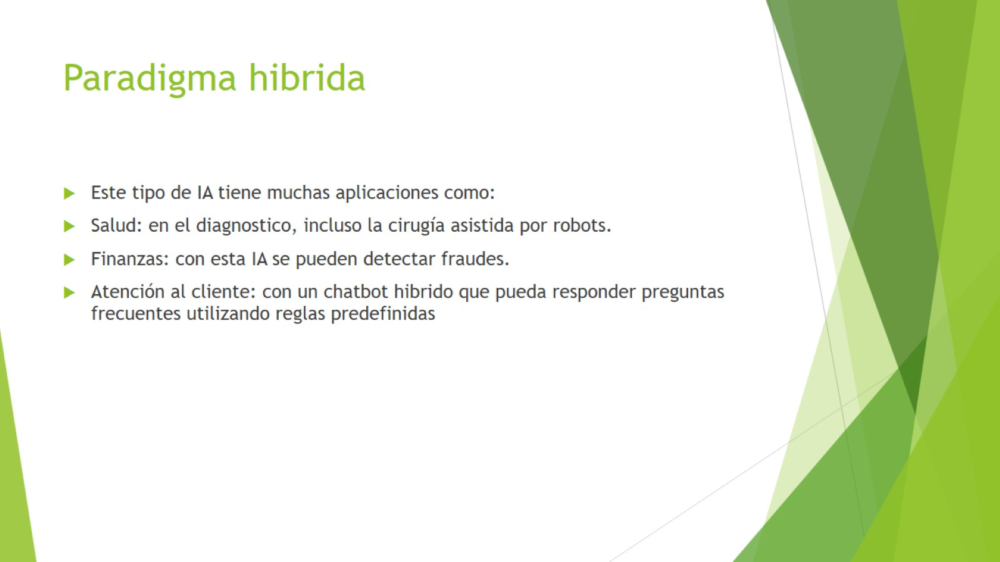 Paradigma hibrida
Este tipo de IA tiene muchas aplicaciones como:
Salud: en el diagnostico, incluso la cirugía asistida por robots.
Finanzas: con esta IA se pueden detectar fraudes.
Atención al cliente: con un chatbot hibrido que pueda responder preguntas
frecuentes utilizando reglas predefinidas